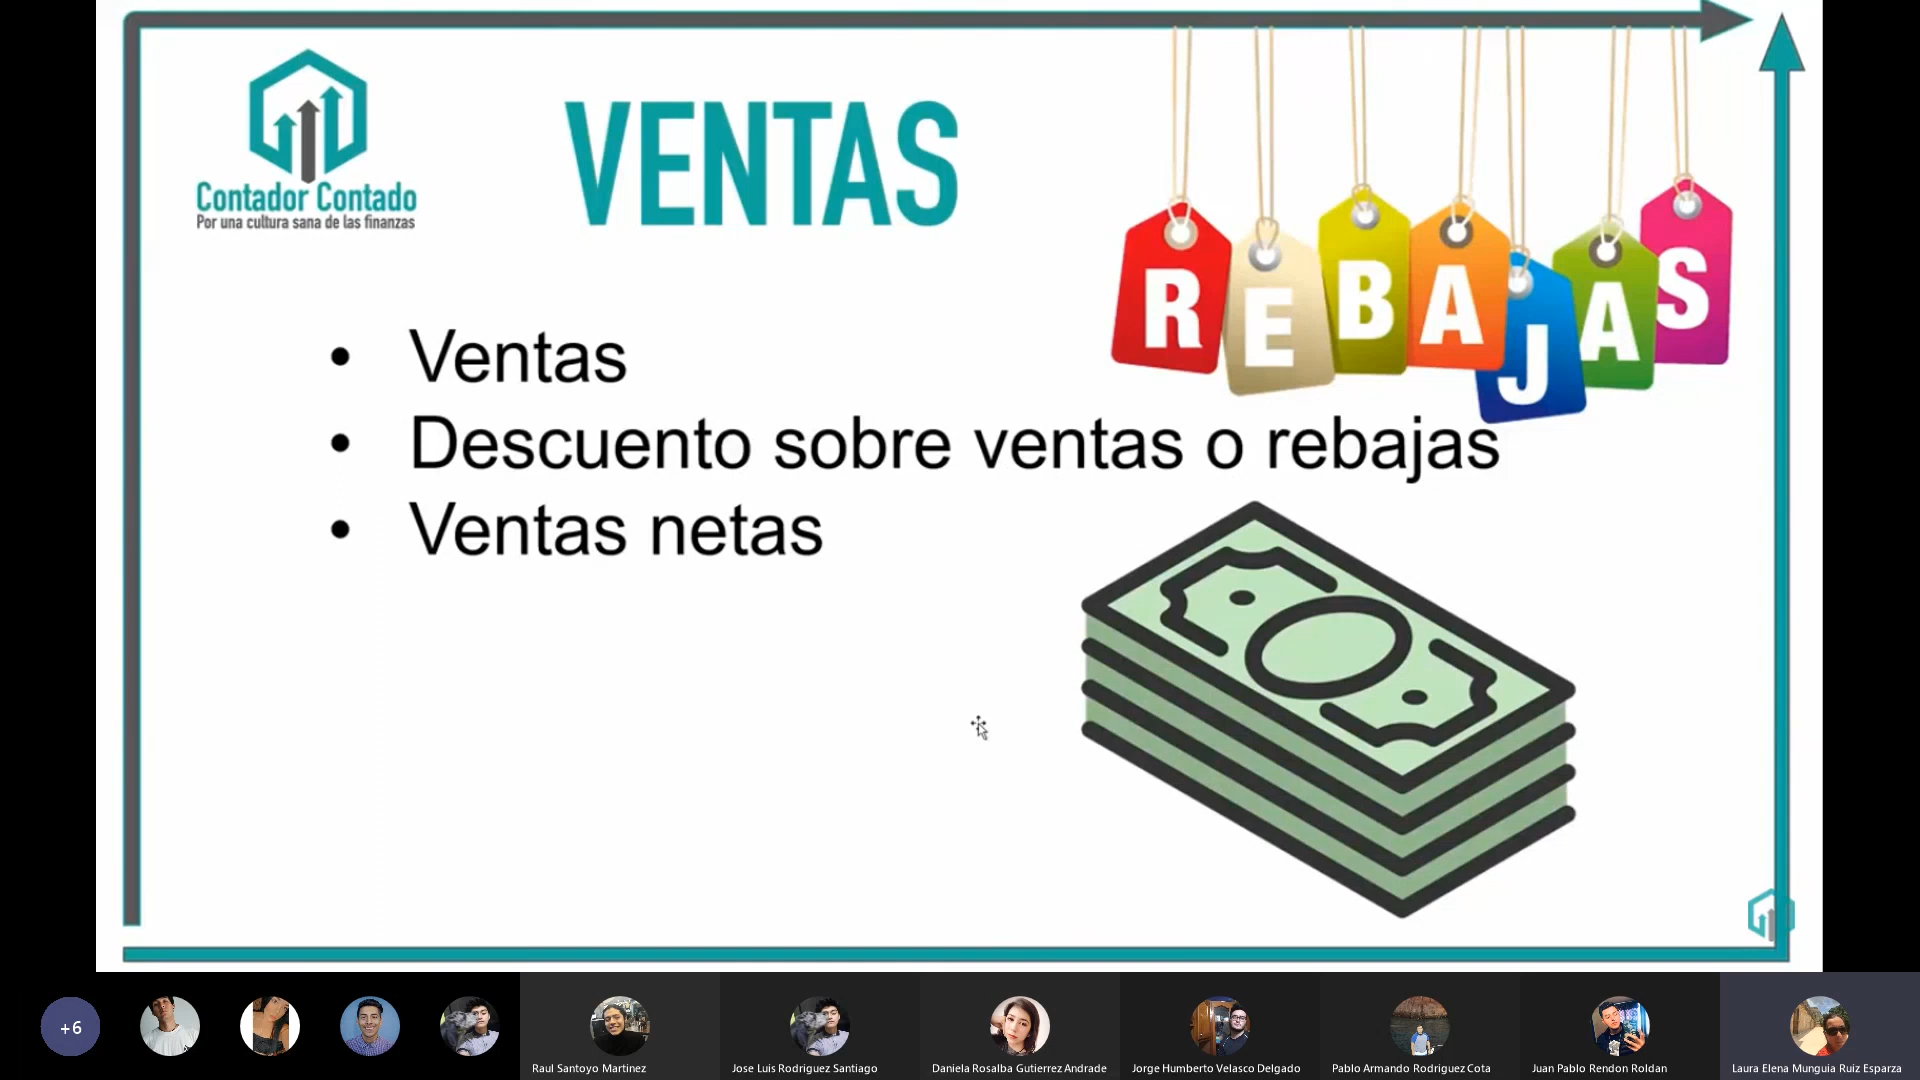 Contador Contado
Por una cultura sana de las finanzas
VENTAS
REBAJAS
• Ventas
• Descuento sobre ventas o rebajas
• Ventas netas
+6
Raul Santoyo Martinez
Jose Luis Rodriguez Santiago
Daniela Rosalba Gutierrez Andrade
Jorge Humberto Velasco Delgado
Pablo Armando Rodriguez Cota
Juan Pablo Rendon Roldan
Laura Elena Munguia Ruiz Esparza